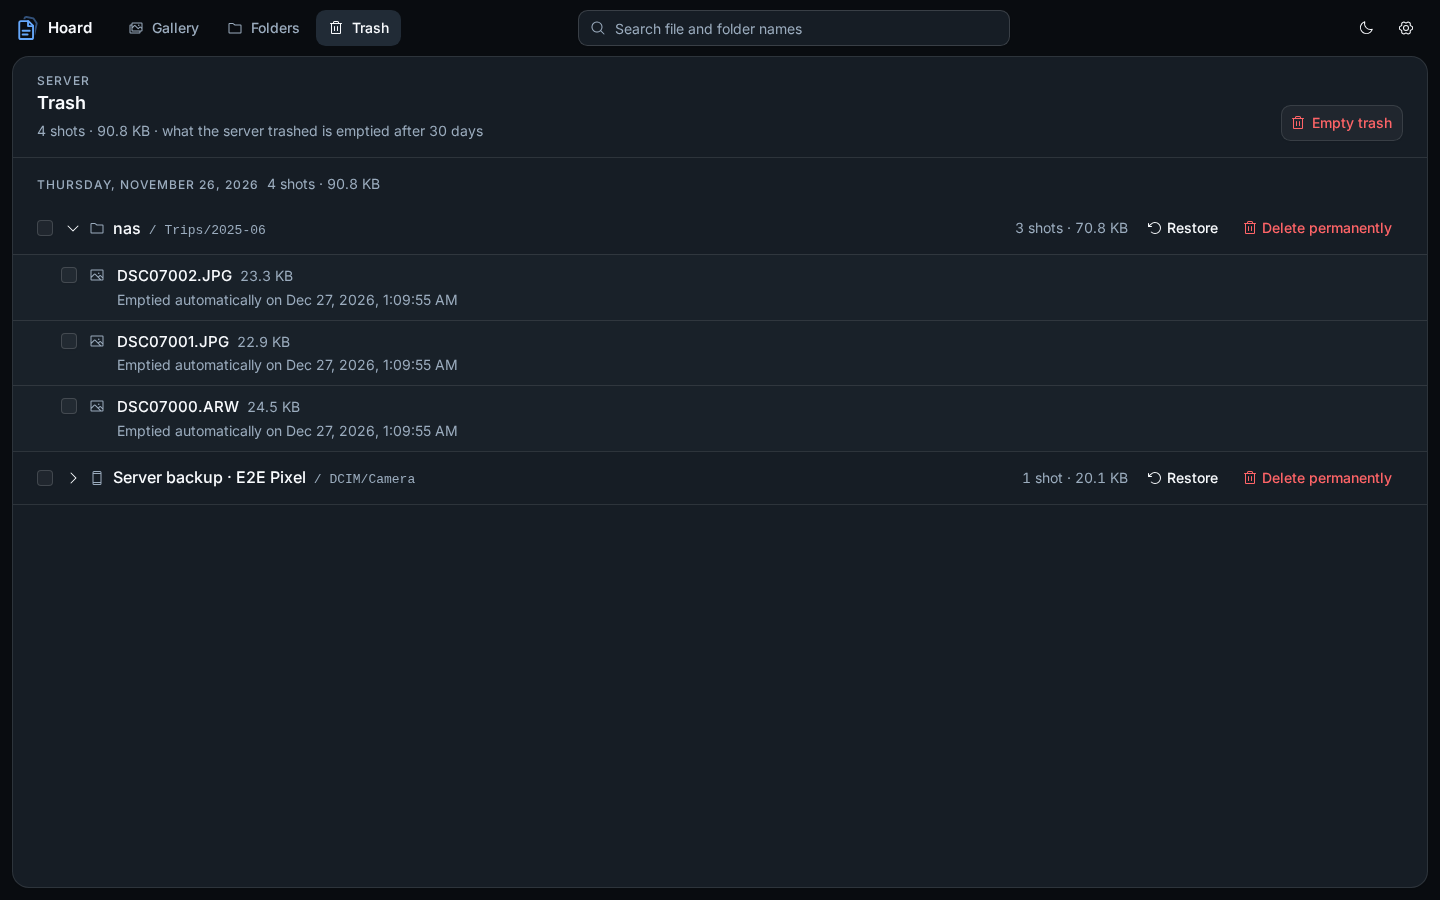 Hoard
Gallery
Folders
Trash
Search file and folder names
SERVER
Trash
4 shots · 90.8 KB · what the server trashed is emptied after 30 days
Empty trash
THURSDAY, NOVEMBER 26, 2026 4 shots · 90.8 KB
nas / Trips/2025-06 3 shots · 70.8 KB Restore Delete permanently
DSC07002.JPG 23.3 KB
Emptied automatically on Dec 27, 2026, 1:09:55 AM
DSC07001.JPG 22.9 KB
Emptied automatically on Dec 27, 2026, 1:09:55 AM
DSC07000.ARW 24.5 KB
Emptied automatically on Dec 27, 2026, 1:09:55 AM
Server backup · E2E Pixel / DCIM/Camera 1 shot · 20.1 KB Restore Delete permanently